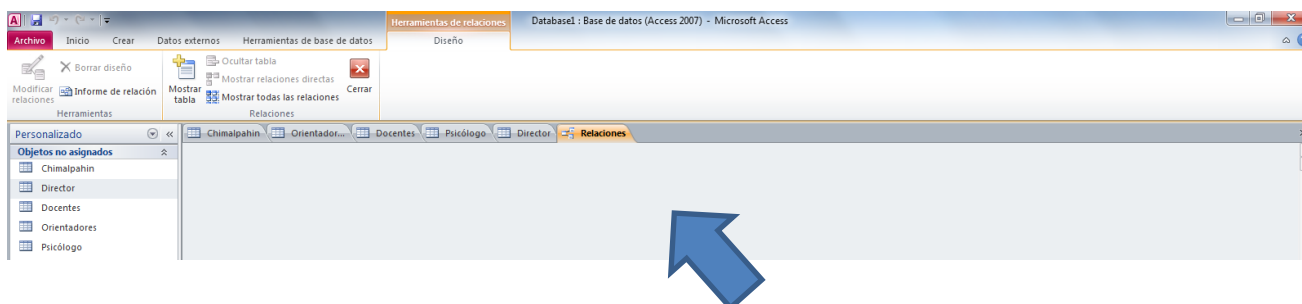 A
Herramientas de relaciones
Database1 : Base de datos (Access 2007) - Microsoft Access
Archivo Inicio Crear Datos externos Herramientas de base de datos Diseño
Modificar relaciones
Borrar diseño
Informe de relación
Herramientas
Mostrar tabla
Ocultar tabla
Mostrar relaciones directas
Mostrar todas las relaciones
Cerrar
Relaciones
Personalizado «
Chimalpahin Orientador... Docentes Psicólogo Director Relaciones
Objetos no asignados
Chimalpahin
Director
Docentes
Orientadores
Psicólogo